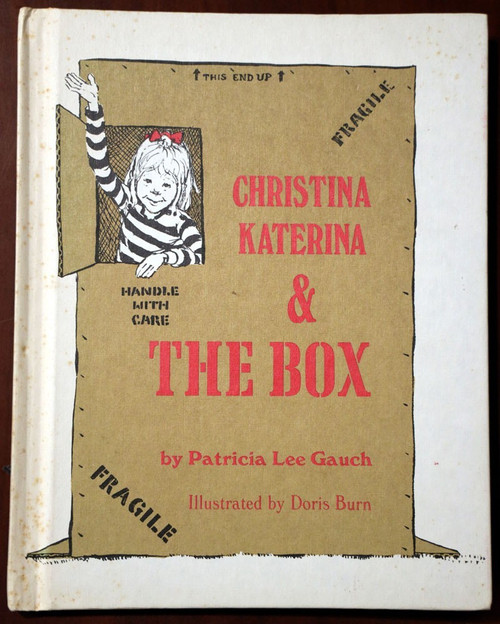 ↑ THIS END UP ↑
FRAGILE
CHRISTINA
KATERINA
&
THE BOX
HANDLE
WITH
CARE
by Patricia Lee Gauch
Illustrated by Doris Burn
FRAGILE